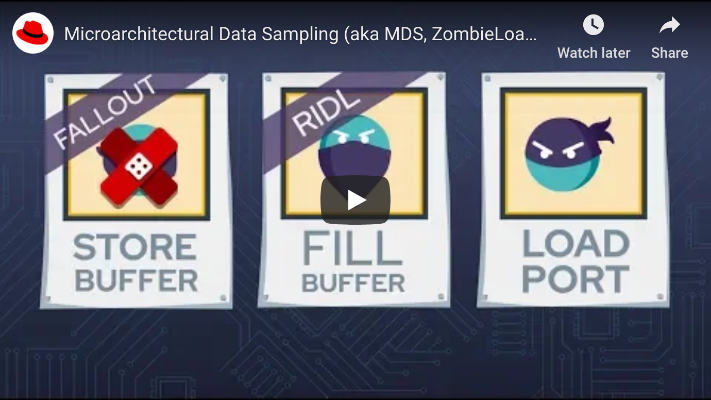 Microarchitectural Data Sampling (aka MDS, ZombieLoa...
Watch later
Share
FALLOUT
STORE
BUFFER
RIDL
FILL
BUFFER
LOAD
PORT